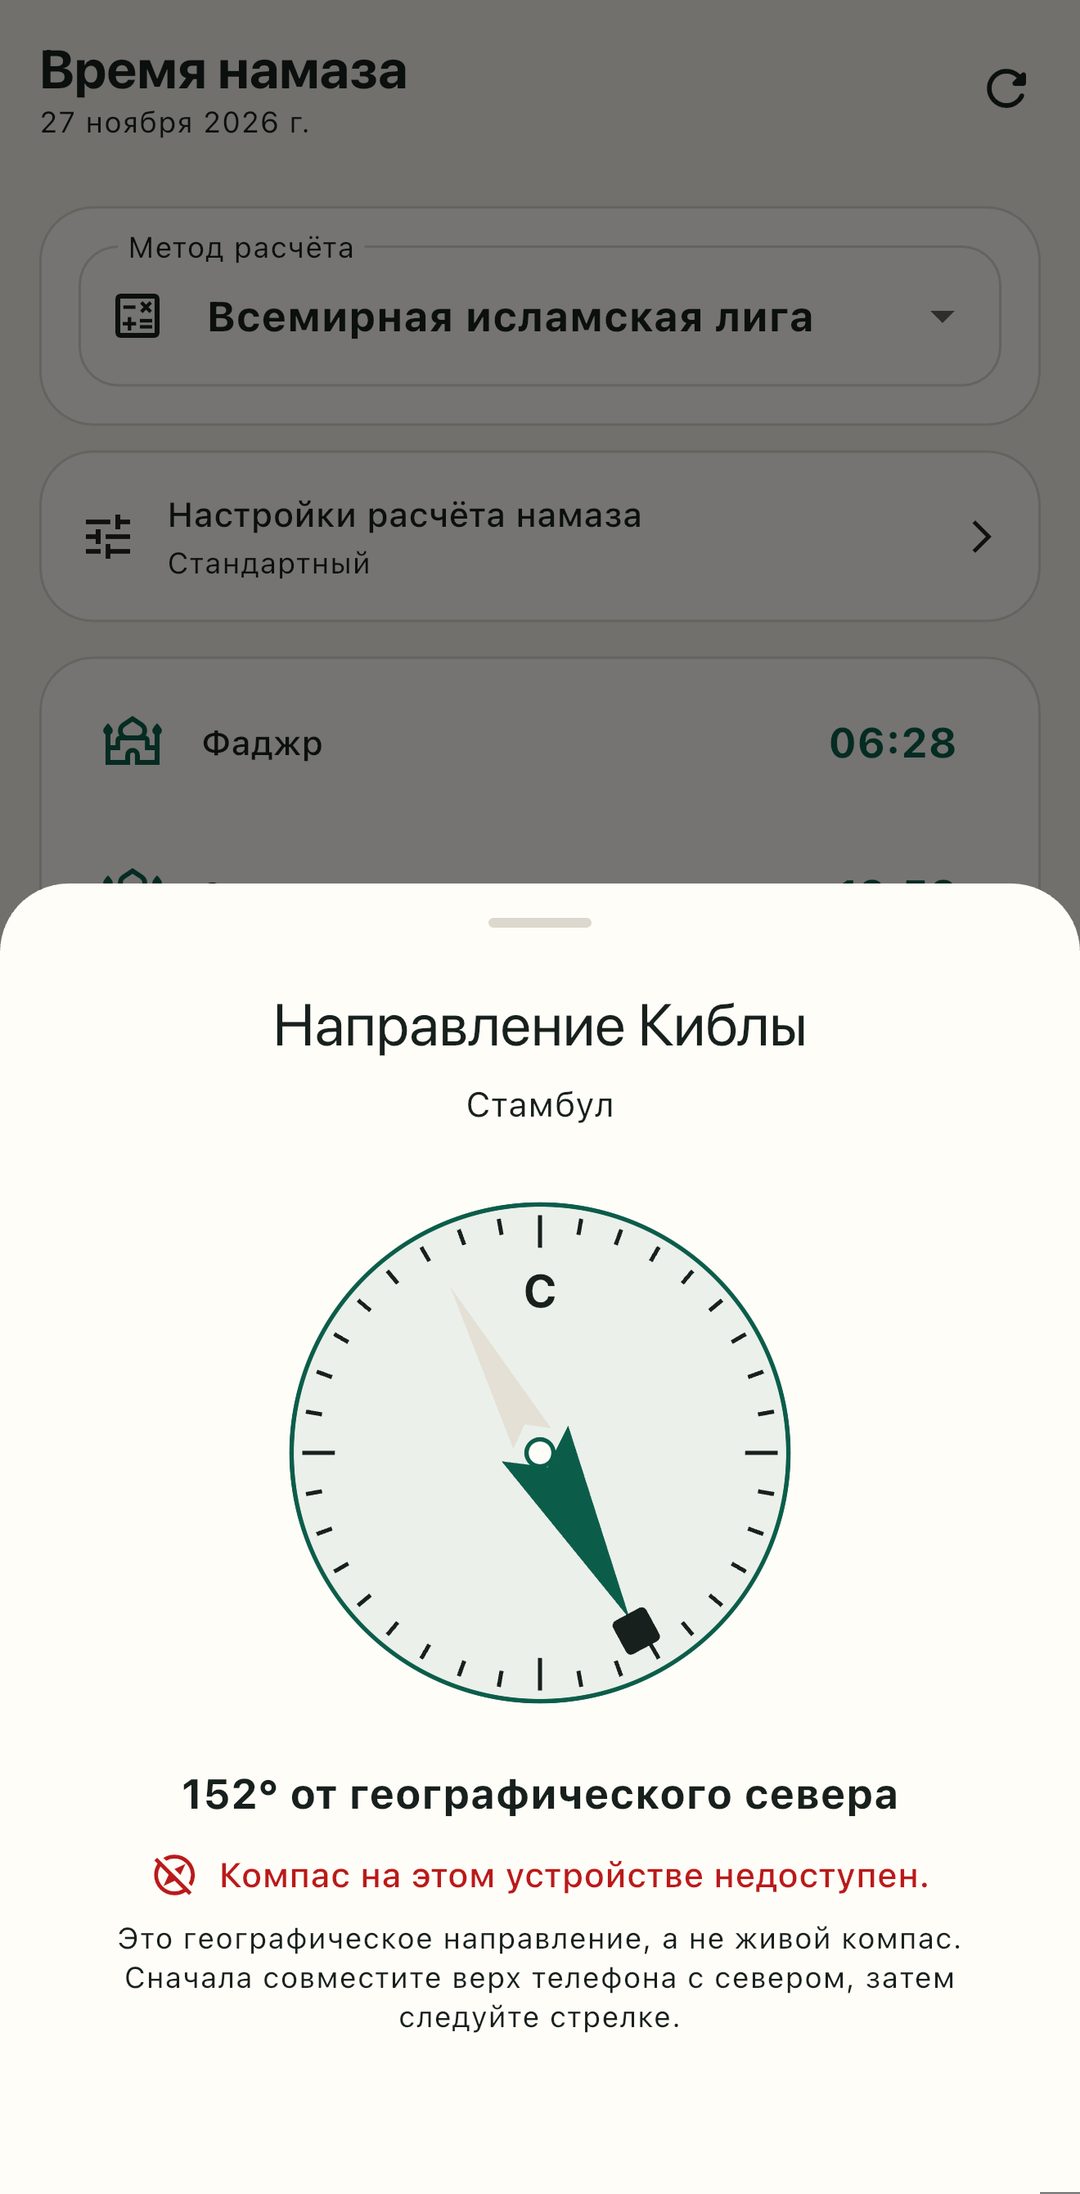 Время намаза
27 ноября 2026 г.
Метод расчёта
Всемирная исламская лига
Настройки расчёта намаза
Стандартный
Фаджр
06:28
Направление Киблы
Стамбул
С
152° от географического севера
Компас на этом устройстве недоступен.
Это географическое направление, а не живой компас.
Сначала совместите верх телефона с севером, затем
следуйте стрелке.